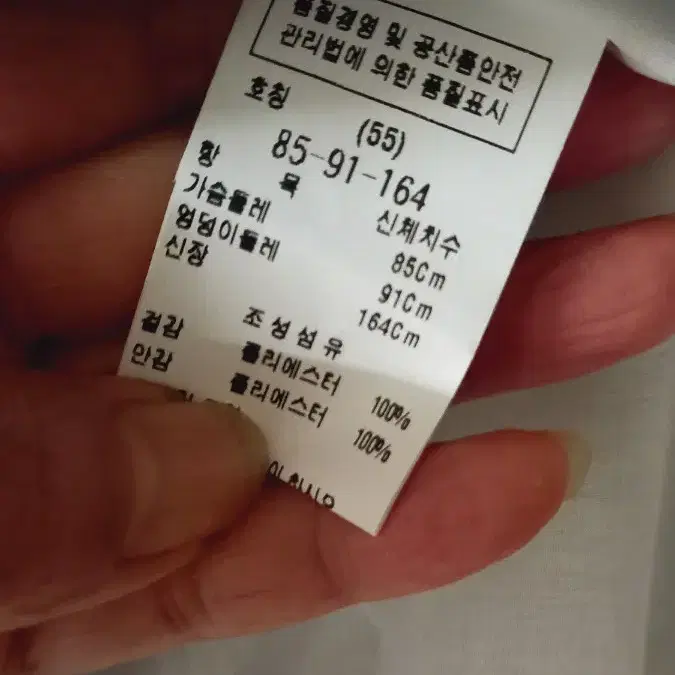 품질경영 및 공산품안전
관리법에 의한 품질표시
호칭 (55)
85-91-164
항 목 신체치수
가슴둘레 85Cm
엉덩이둘레 91Cm
신장 164Cm
조성섬유
겉감 폴리에스터 100%
안감 폴리에스터 100%